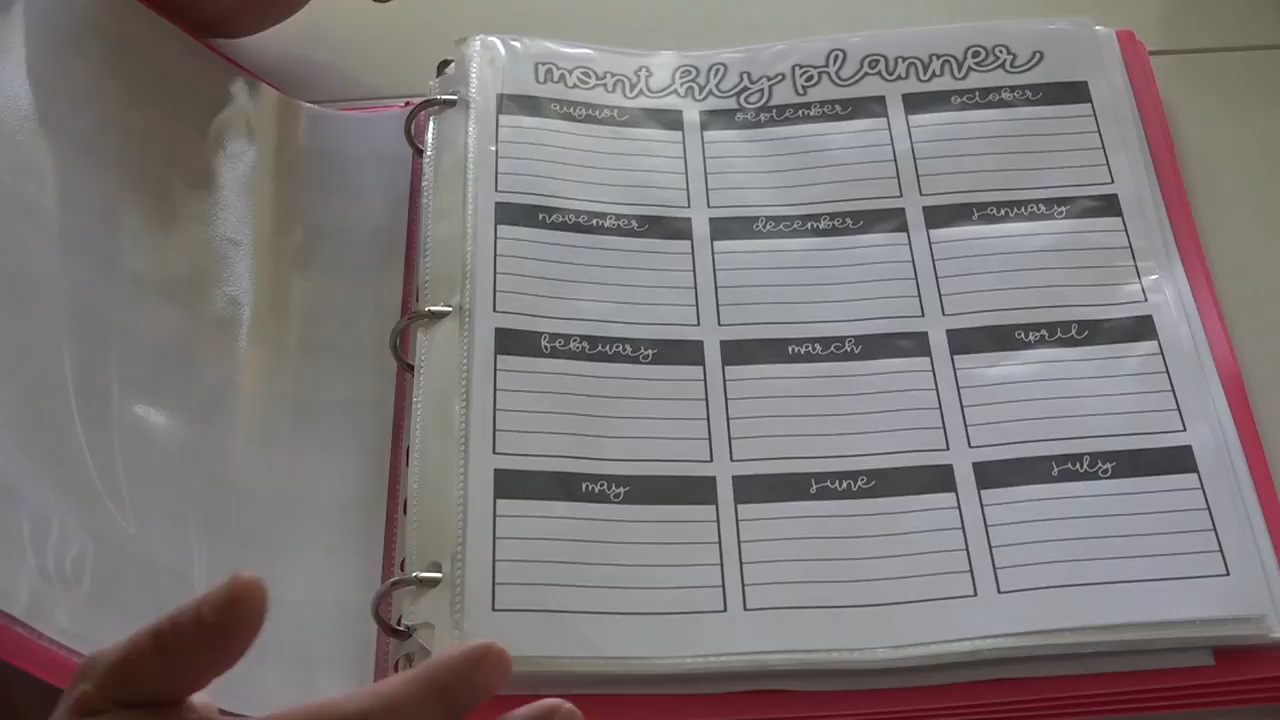 monthly planner
august september october
november december january
february march april
may June July